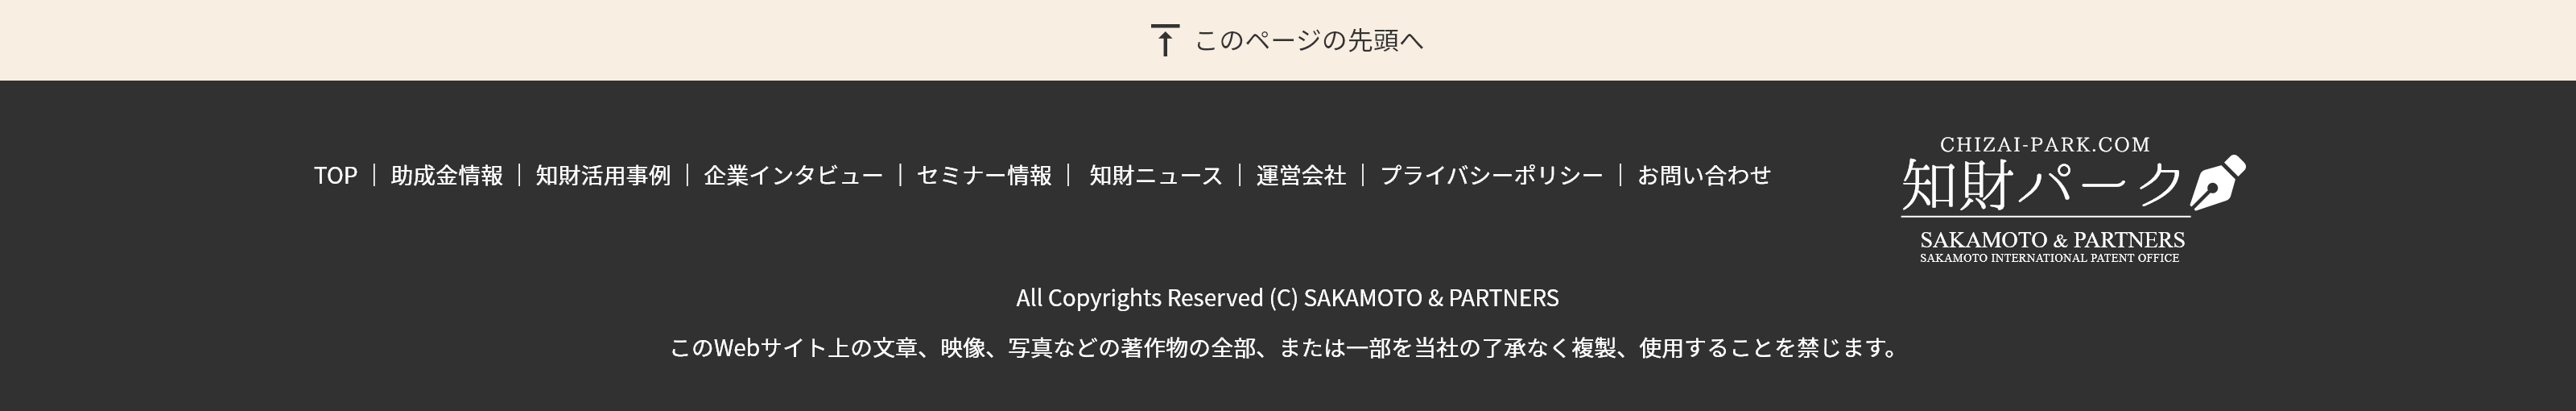 このページの先頭へ
TOP | 助成金情報 | 知財活用事例 | 企業インタビュー | セミナー情報 | 知財ニュース | 運営会社 | プライバシーポリシー | お問い合わせ
CHIZAI-PARK.COM
知財パーク
SAKAMOTO & PARTNERS
SAKAMOTO INTERNATIONAL PATENT OFFICE
All Copyrights Reserved (C) SAKAMOTO & PARTNERS
このWebサイト上の文章、映像、写真などの著作物の全部、または一部を当社の了承なく複製、使用することを禁じます。